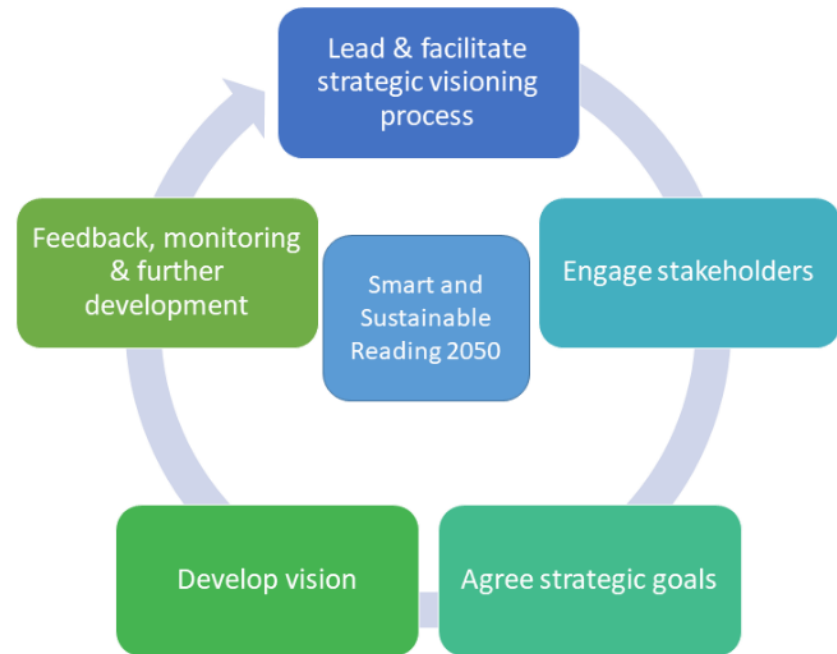 Lead & facilitate
strategic visioning
process
Engage stakeholders
Agree strategic goals
Develop vision
Feedback, monitoring
& further
development
Smart and
Sustainable
Reading 2050